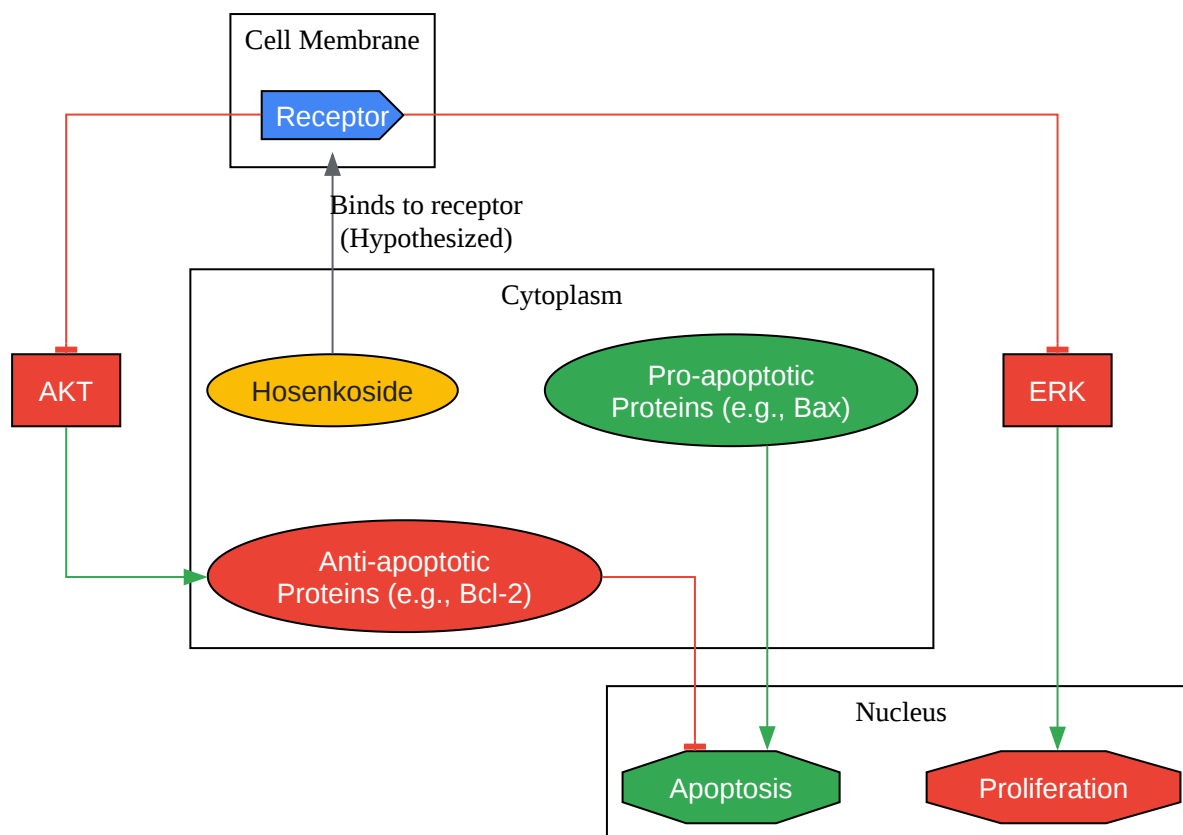 Cell Membrane
Receptor
Binds to receptor
(Hypothesized)
Cytoplasm
AKT
Hosenkoside
Pro-apoptotic
Proteins (e.g., Bax)
ERK
Anti-apoptotic
Proteins (e.g., Bcl-2)
Nucleus
Apoptosis
Proliferation